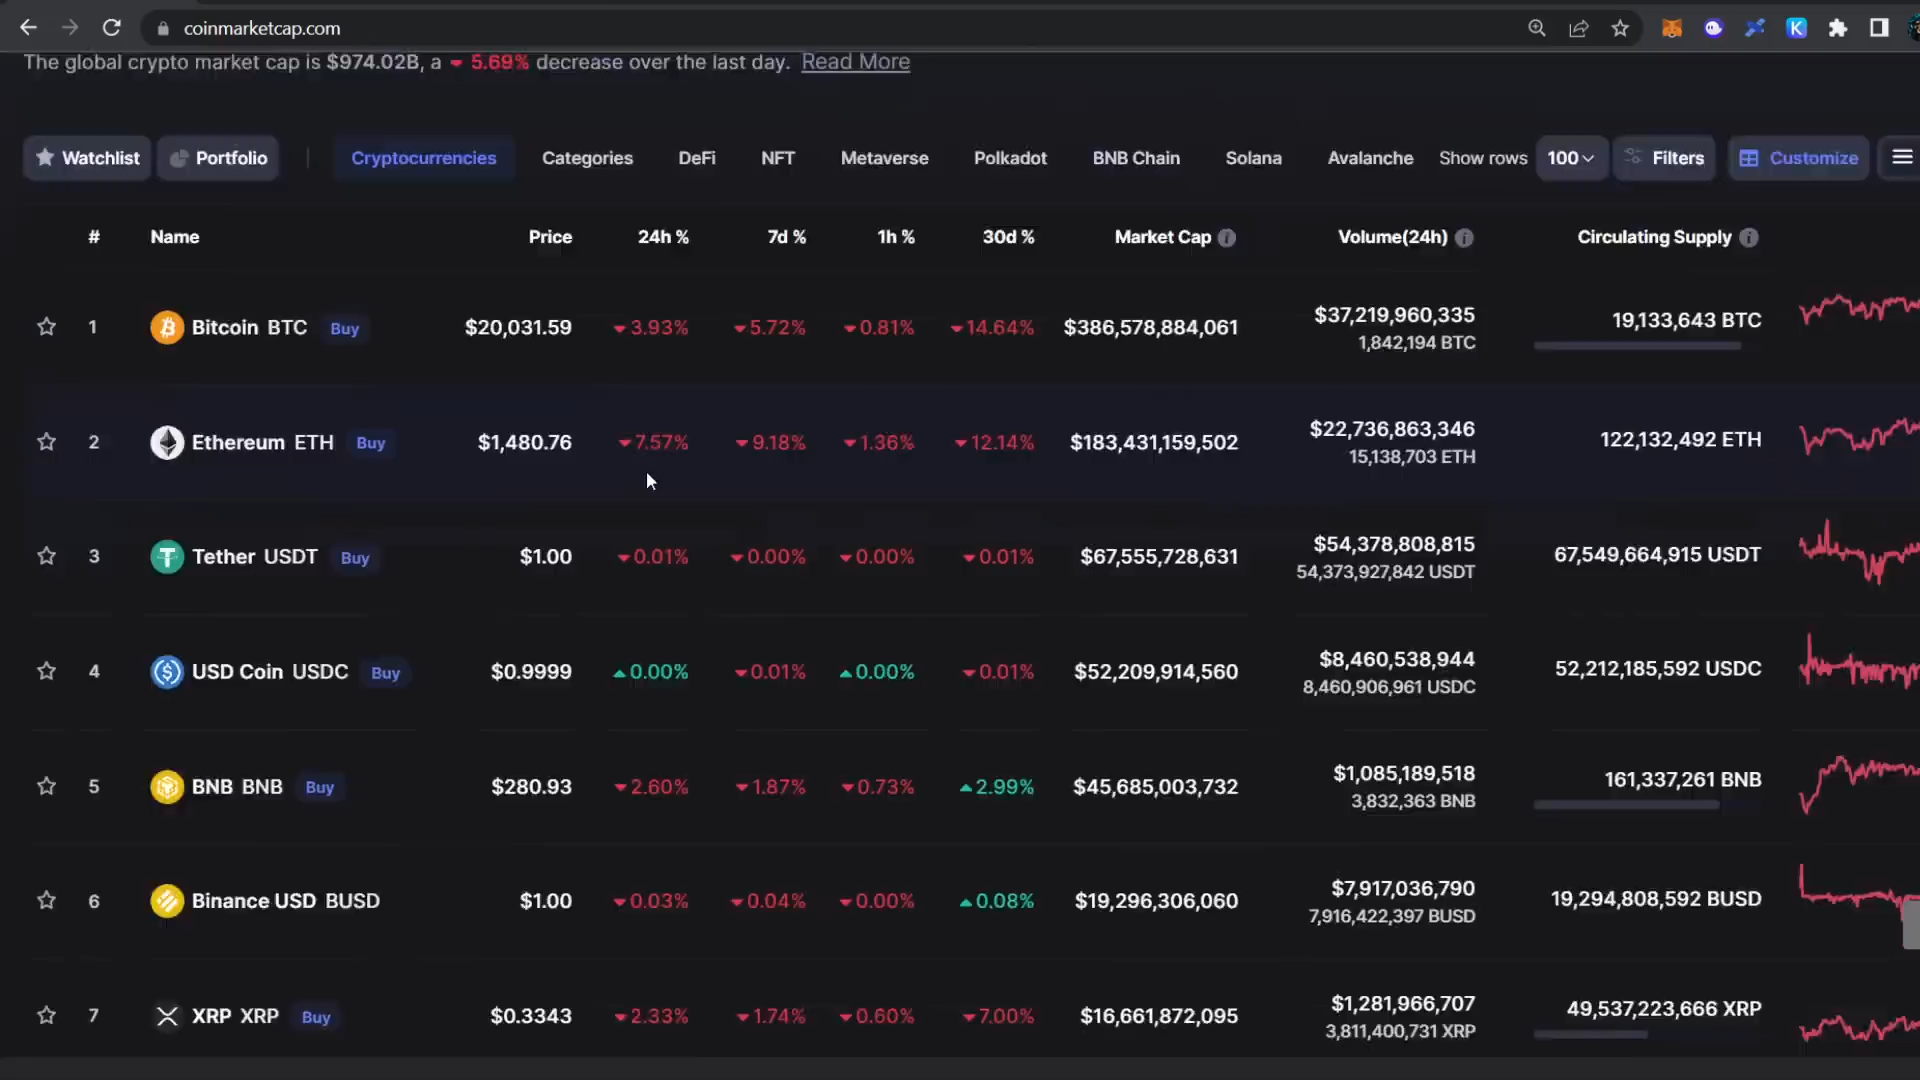 coinmarketcap.com
The global crypto market cap is $974.02B, a 5.69% decrease over the last day. Read More
Watchlist Portfolio Cryptocurrencies Categories DeFi NFT Metaverse Polkadot BNB Chain Solana Avalanche Show rows 100 Filters Customize
# Name Price 24h % 7d % 1h % 30d % Market Cap Volume(24h) Circulating Supply
1 Bitcoin BTC Buy $20,031.59 3.93% 5.72% 0.81% 14.64% $386,578,884,061 $37,219,960,335 19,133,643 BTC
1,842,194 BTC
2 Ethereum ETH Buy $1,480.76 7.57% 9.18% 1.36% 12.14% $183,431,159,502 $22,736,863,346 122,132,492 ETH
15,138,703 ETH
3 Tether USDT Buy $1.00 0.01% 0.00% 0.00% 0.01% $67,555,728,631 $54,378,808,815 67,549,664,915 USDT
54,373,927,842 USDT
4 USD Coin USDC Buy $0.9999 0.00% 0.01% 0.00% 0.01% $52,209,914,560 $8,460,538,944 52,212,185,592 USDC
8,460,906,961 USDC
5 BNB BNB Buy $280.93 2.60% 1.87% 0.73% 2.99% $45,685,003,732 $1,085,189,518 161,337,261 BNB
3,832,363 BNB
6 Binance USD BUSD $1.00 0.03% 0.04% 0.00% 0.08% $19,296,306,060 $7,917,036,790 19,294,808,592 BUSD
7,916,422,397 BUSD
7 XRP XRP Buy $0.3343 2.33% 1.74% 0.60% 7.00% $16,661,872,095 $1,281,966,707 49,537,223,666 XRP
3,811,400,731 XRP